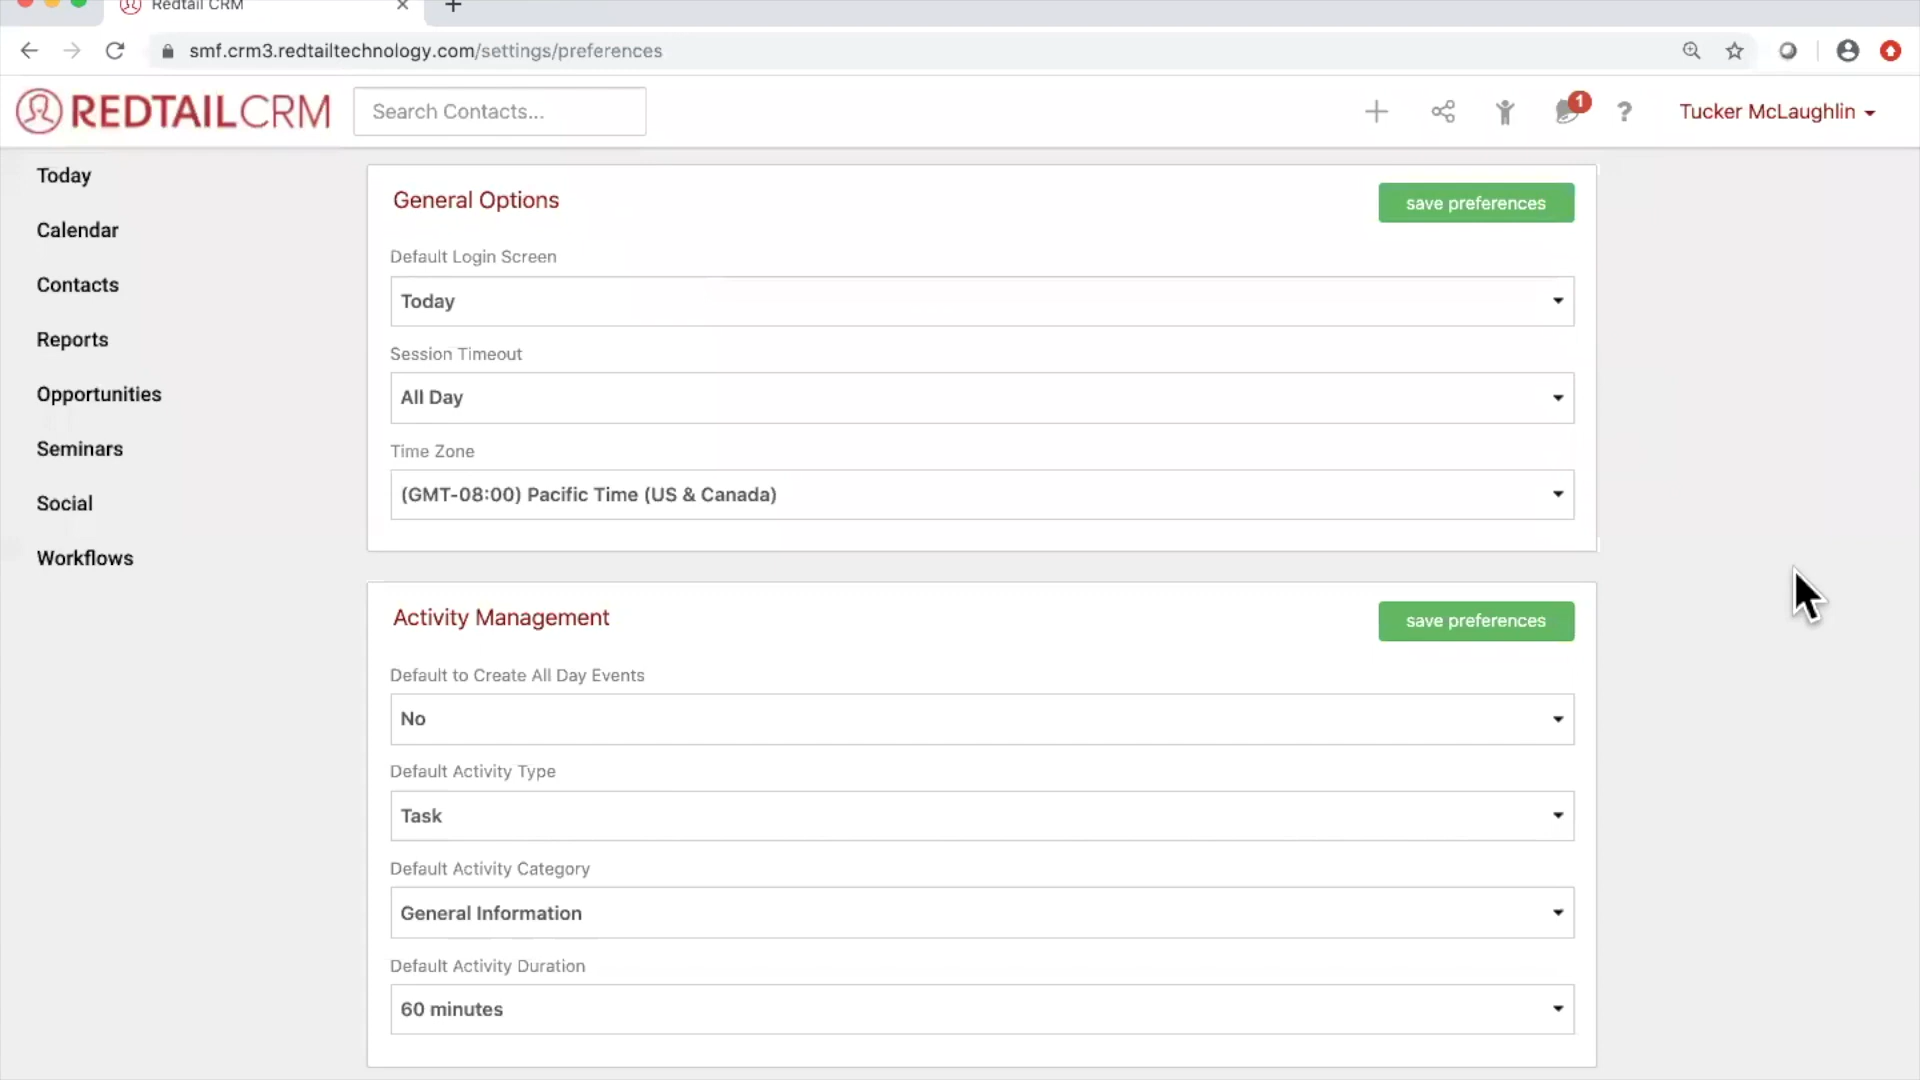 Redtail CRM
smf.crm3.redtailtechnology.com/settings/preferences
REDTAILCRM
Search Contacts...
1
?
Tucker McLaughlin
Today
Calendar
Contacts
Reports
Opportunities
Seminars
Social
Workflows
General Options
save preferences
Default Login Screen
Today
Session Timeout
All Day
Time Zone
(GMT-08:00) Pacific Time (US & Canada)
Activity Management
save preferences
Default to Create All Day Events
No
Default Activity Type
Task
Default Activity Category
General Information
Default Activity Duration
60 minutes